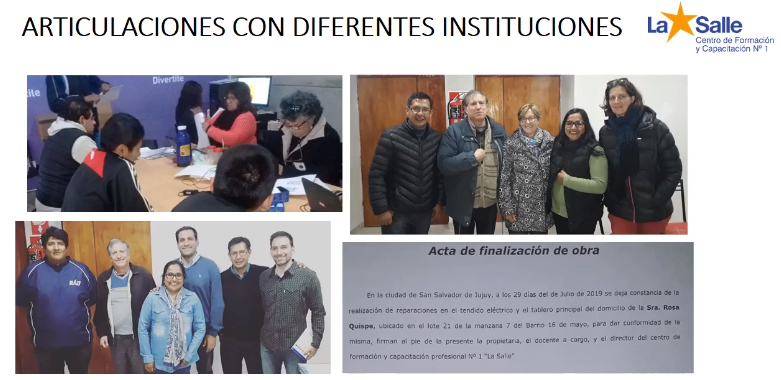 ARTICULACIONES CON DIFERENTES INSTITUCIONES
La Salle
Centro de Formación
y Capacitación Nº 1
Divertite
Acta de finalización de obra
En la ciudad de San Salvador de Jujuy, a los 29 días del de Julio de 2019 se deja constancia de la
realización de reparaciones en el tendido eléctrico y el tablero principal del domicilio de la Sra. Rosa
Quispe, ubicado en el lote 21 de la manzana 7 del Barrio 16 de mayo, para dar conformidad de la
misma, firman al pie de la presente la propietaria, el docente a cargo, y el director del centro de
formación y capacitación profesional Nº 1 "La Salle"